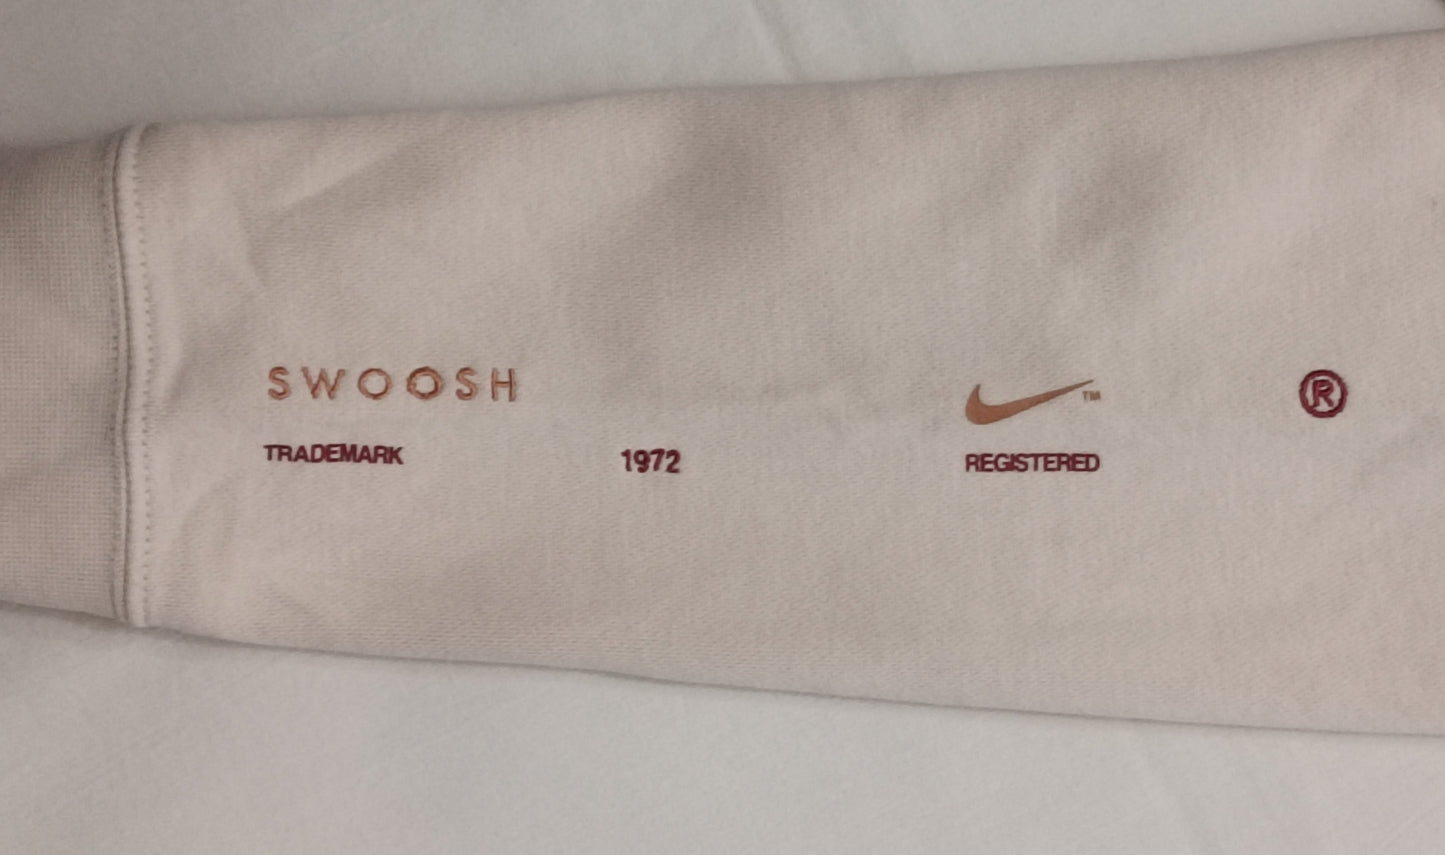 SWOOSH
TM
®
TRADEMARK 1972 REGISTERED